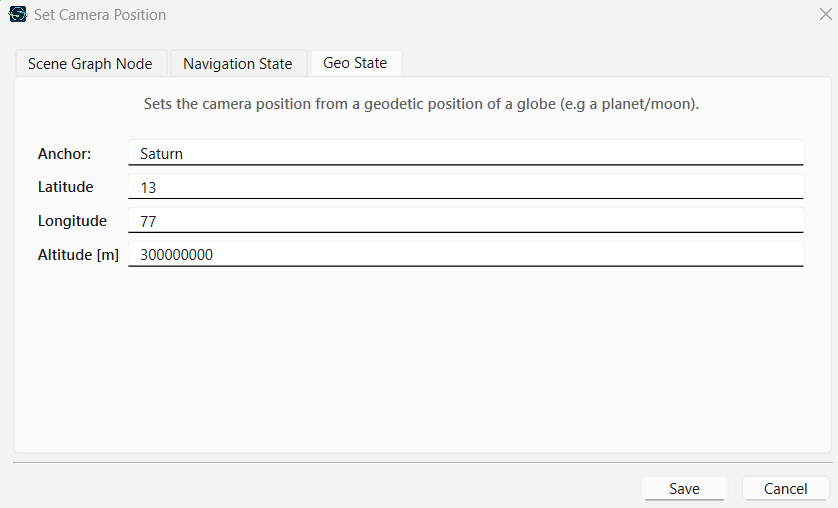 Set Camera Position
Scene Graph Node Navigation State Geo State
Sets the camera position from a geodetic position of a globe (e.g a planet/moon).
Anchor: Saturn
Latitude 13
Longitude 77
Altitude [m] 300000000
Save Cancel